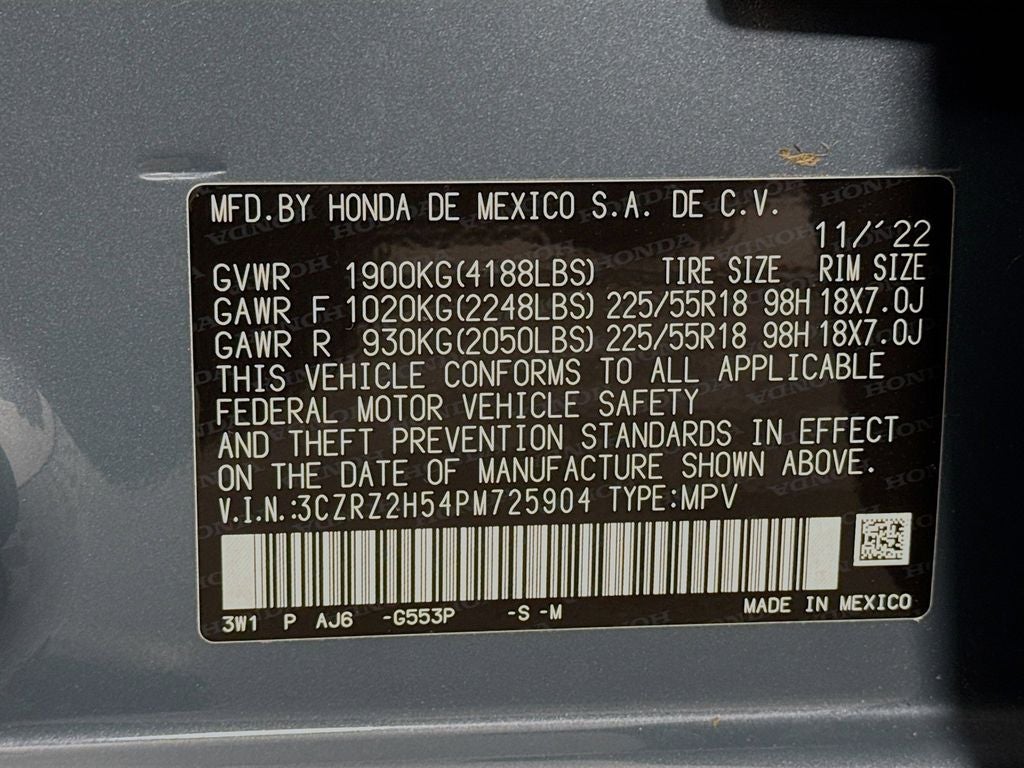 MFD.BY HONDA DE MEXICO S.A. DE C.V.
11/´22
GVWR 1900KG(4188LBS) TIRE SIZE RIM SIZE
GAWR F 1020KG(2248LBS) 225/55R18 98H 18X7.0J
GAWR R 930KG(2050LBS) 225/55R18 98H 18X7.0J
THIS VEHICLE CONFORMS TO ALL APPLICABLE
FEDERAL MOTOR VEHICLE SAFETY
AND THEFT PREVENTION STANDARDS IN EFFECT
ON THE DATE OF MANUFACTURE SHOWN ABOVE.
V.I.N.:3CZRZ2H54PM725904 TYPE:MPV
3W1 P AJ6 -G553P -S -M MADE IN MEXICO